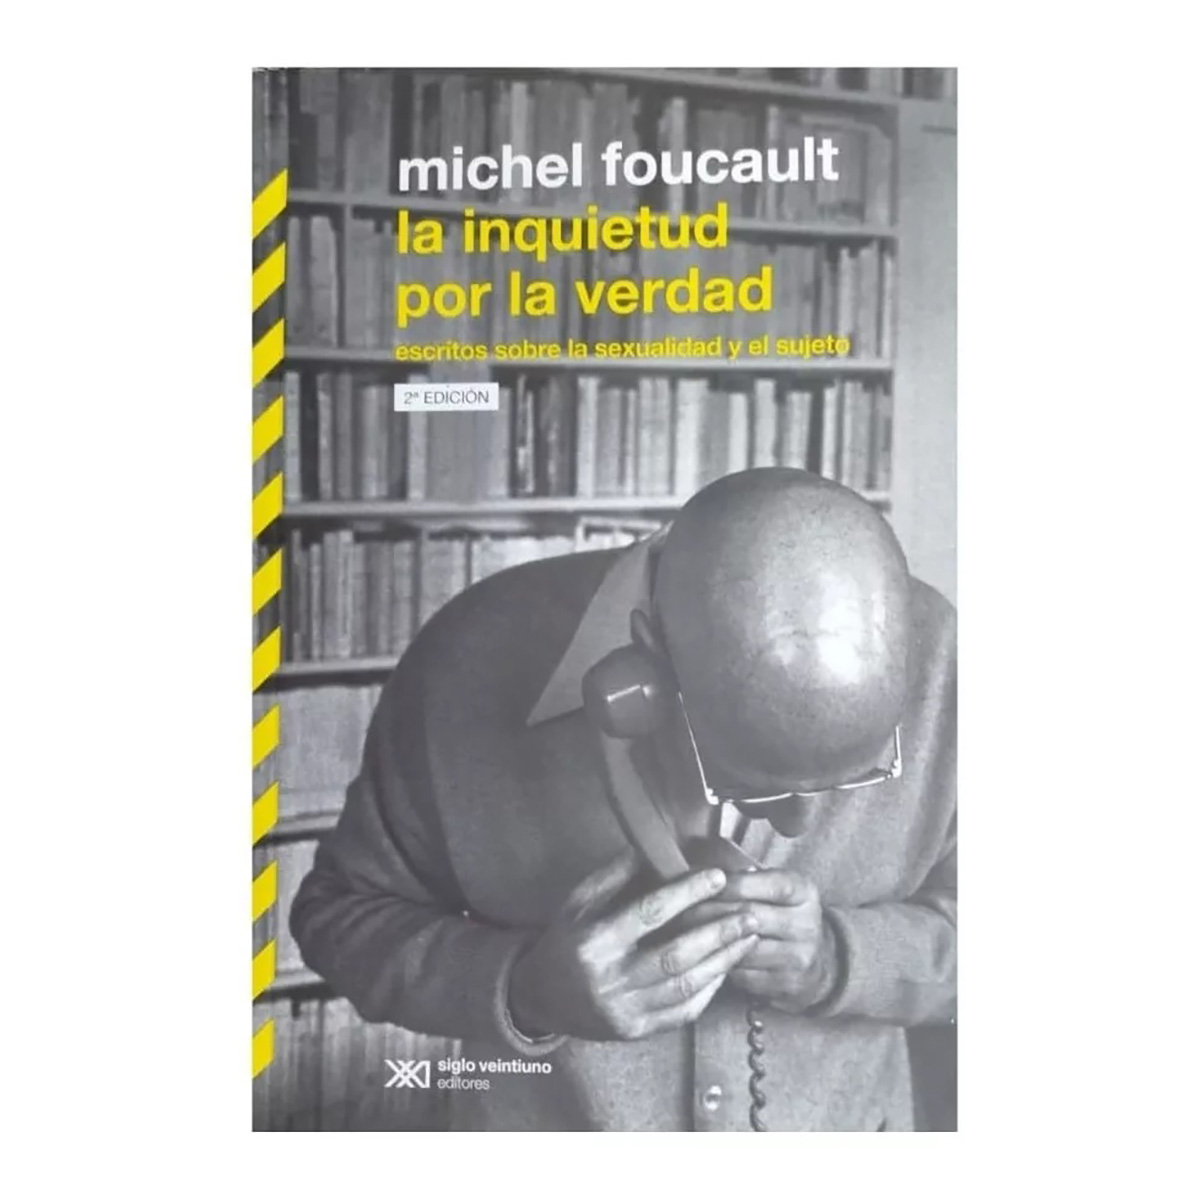 michel foucault
la inquietud
por la verdad
escritos sobre la sexualidad y el sujeto
2ª EDICIÓN
siglo veintiuno
editores